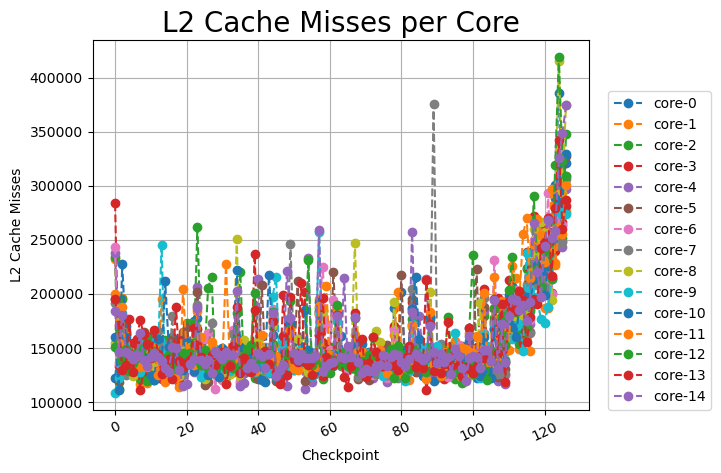 L2 Cache Misses per Core
L2 Cache Misses
400000
350000
300000
250000
200000
150000
100000
0
20
40
60
80
100
120
Checkpoint
core-0
core-1
core-2
core-3
core-4
core-5
core-6
core-7
core-8
core-9
core-10
core-11
core-12
core-13
core-14